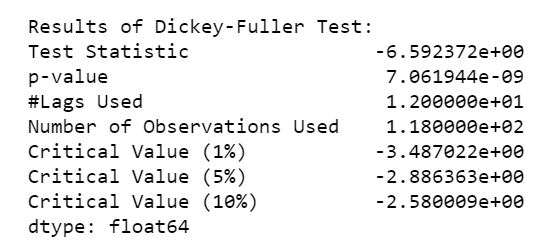 Results of Dickey-Fuller Test:
Test Statistic -6.592372e+00
p-value 7.061944e-09
#Lags Used 1.200000e+01
Number of Observations Used 1.180000e+02
Critical Value (1%) -3.487022e+00
Critical Value (5%) -2.886363e+00
Critical Value (10%) -2.580009e+00
dtype: float64